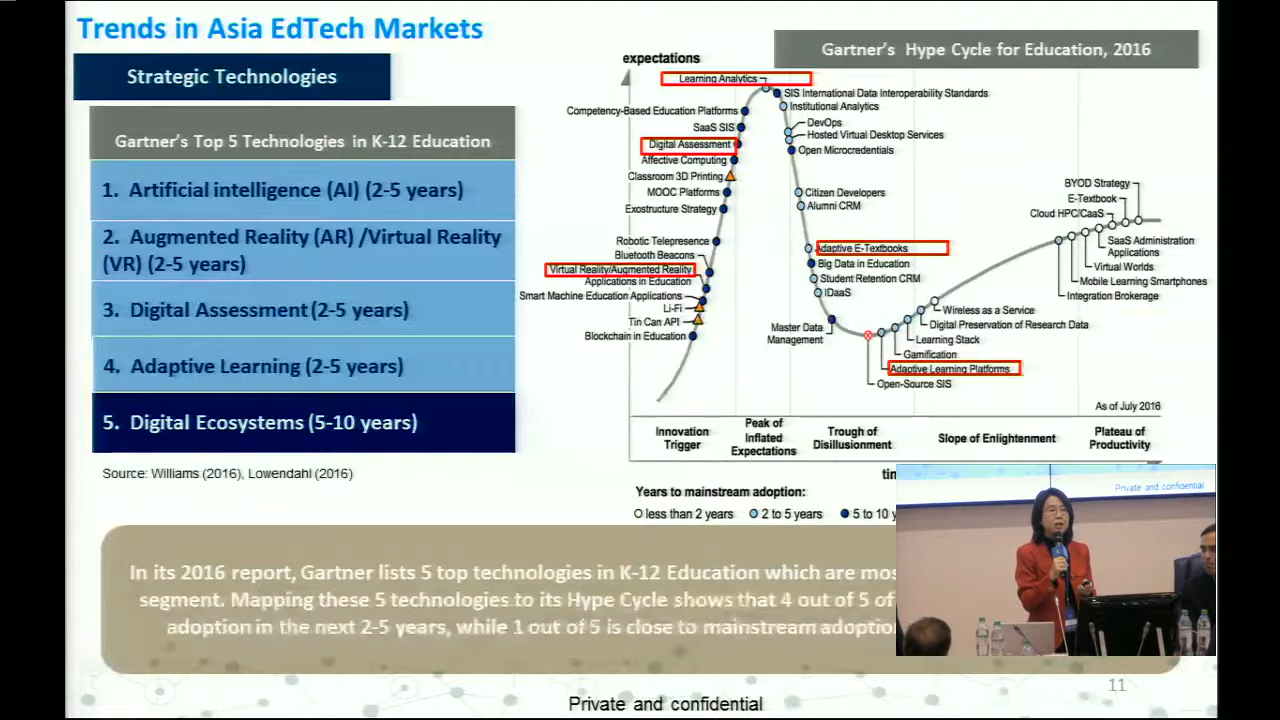 Trends in Asia EdTech Markets
Strategic Technologies
Gartner's Top 5 Technologies in K-12 Education
1. Artificial intelligence (AI) (2-5 years)
2. Augmented Reality (AR) /Virtual Reality
(VR) (2-5 years)
3. Digital Assessment (2-5 years)
4. Adaptive Learning (2-5 years)
5. Digital Ecosystems (5-10 years)
Source: Williams (2016), Lowendahl (2016)
Gartner's Hype Cycle for Education, 2016
expectations
Learning Analytics
Competency-Based Education Platforms
SaaS SIS
Digital Assessment
Affective Computing
Classroom 3D Printing
MOOC Platforms
Exostructure Strategy
Robotic Telepresence
Bluetooth Beacons
Virtual Reality/Augmented Reality
Applications in Education
Smart Machine Education Applications
Li-Fi
Tin Can API
Blockchain in Education
SIS International Data Interoperability Standards
Institutional Analytics
DevOps
Hosted Virtual Desktop Services
Open Microcredentials
Citizen Developers
Alumni CRM
Adaptive E-Textbooks
Big Data in Education
Student Retention CRM
IDaaS
Master Data
Management
Wireless as a Service
Digital Preservation of Research Data
Learning Stack
Gamification
Adaptive Learning Platforms
Open-Source SIS
BYOD Strategy
E-Textbook
Cloud HPC/CaaS
SaaS Administration
Applications
Virtual Worlds
Mobile Learning Smartphones
Integration Brokerage
As of July 2016
Innovation
Trigger
Peak of
Inflated
Expectations
Trough of
Disillusionment
Slope of Enlightenment
Plateau of
Productivity
Years to mainstream adoption:
less than 2 years
2 to 5 years
5 to 10 y
Private and confidential
In its 2016 report, Gartner lists 5 top technologies in K-12 Education which are mos
segment. Mapping these 5 technologies to its Hype Cycle shows that 4 out of 5 of
adoption in the next 2-5 years, while 1 out of 5 is close to mainstream adoptio
11
Private and confidential